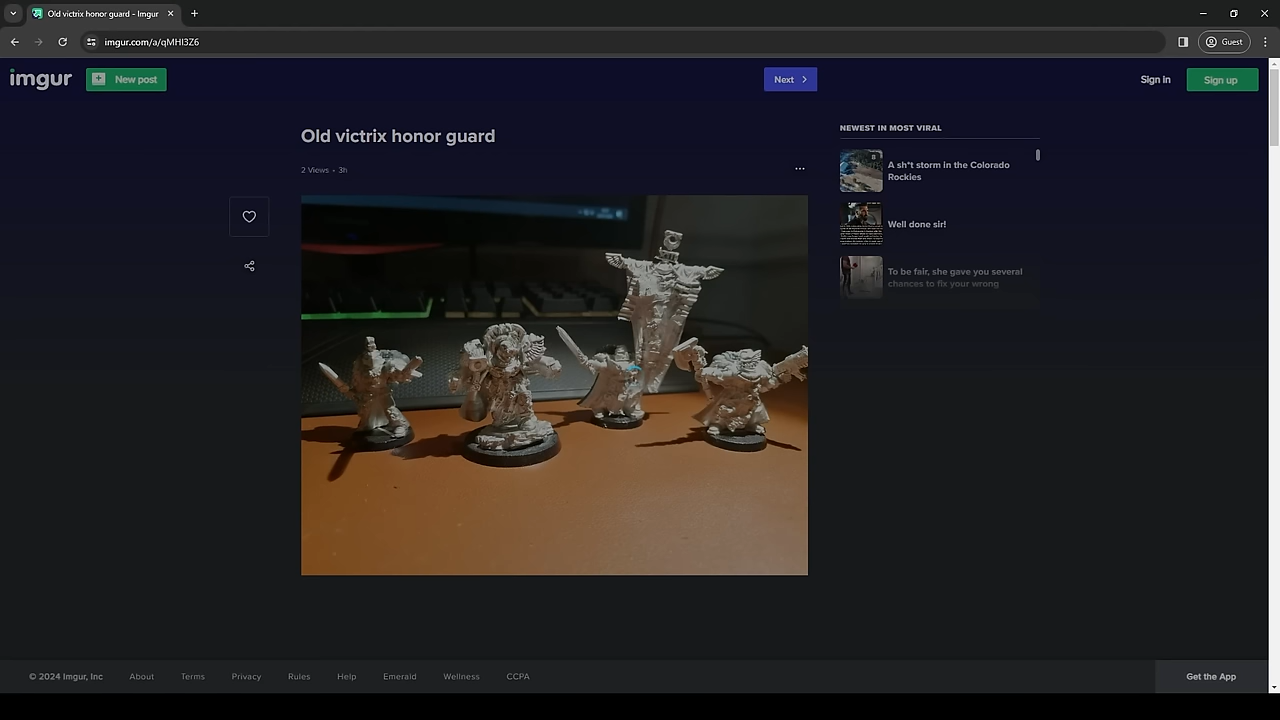 Old victrix honor guard - Imgur
imgur.com/a/qMHl3Z6
Guest
imgur
New post
Next
Sign in
Sign up
Old victrix honor guard
2 Views • 3h
NEWEST IN MOST VIRAL
A sh*t storm in the Colorado
Rockies
Well done sir!
To be fair, she gave you several
chances to fix your wrong
© 2024 Imgur, Inc
About
Terms
Privacy
Rules
Help
Emerald
Wellness
CCPA
Get the App